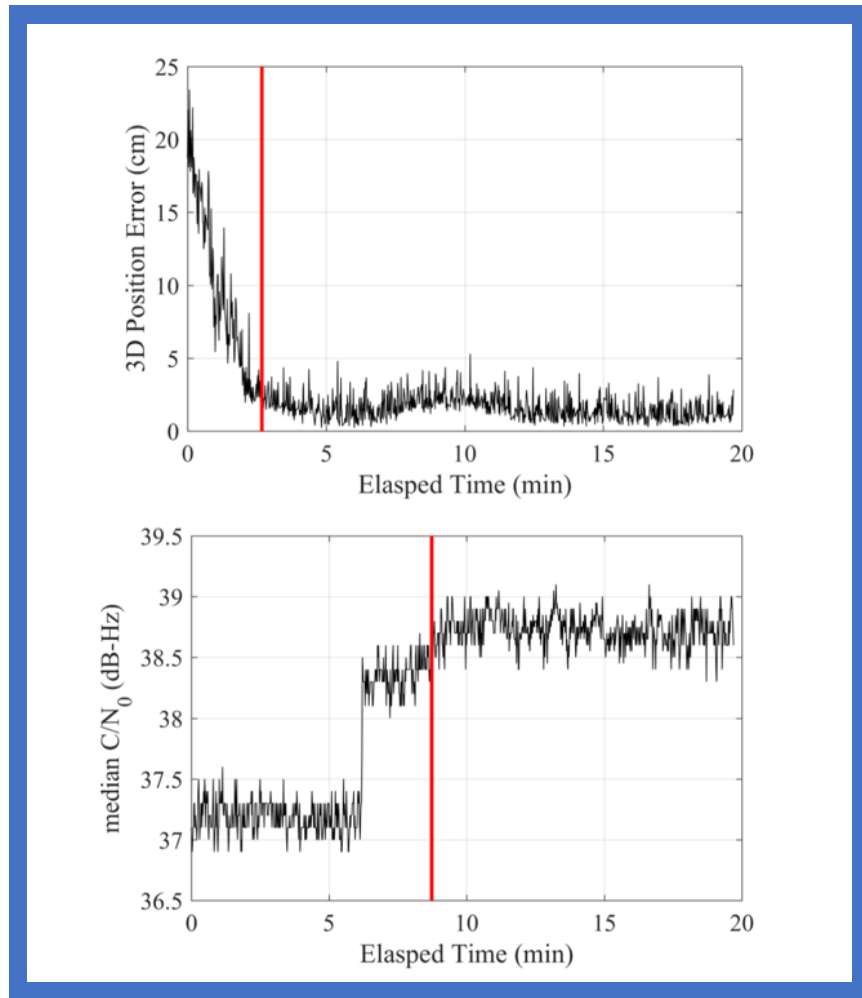 25
20
15
10
5
0
3D Position Error (cm)
0 5 10 15 20
Elasped Time (min)
39.5
39
38.5
38
37.5
37
36.5
median C/N0 (dB-Hz)
0 5 10 15 20
Elasped Time (min)